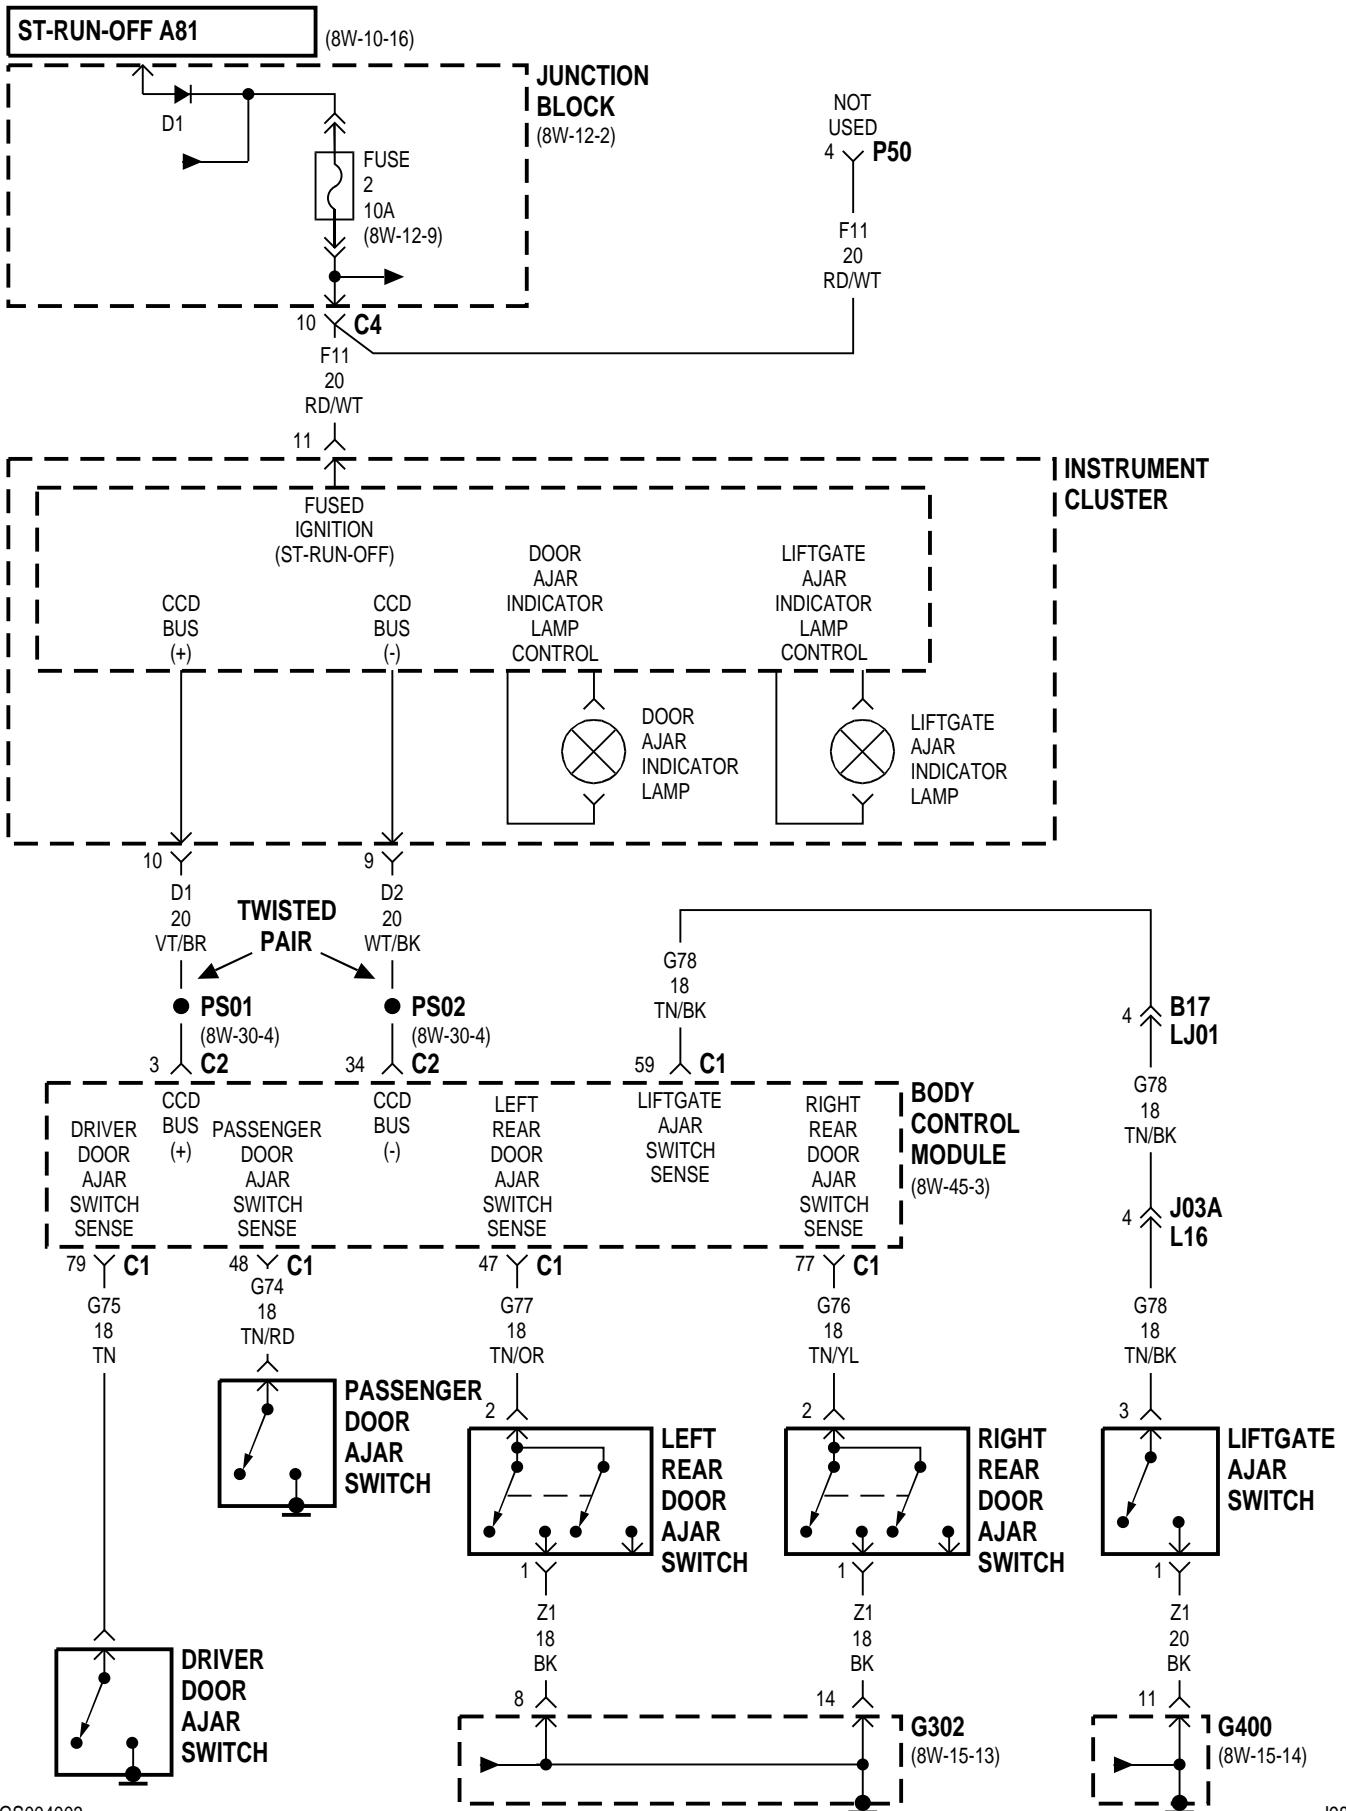 ST-RUN-OFF A81
(8W-10-16)
JUNCTION
BLOCK
(8W-12-2)
D1
FUSE
2
10A
(8W-12-9)
NOT
USED
4
P50
F11
20
RD/WT
10
C4
F11
20
RD/WT
11
INSTRUMENT
CLUSTER
FUSED
IGNITION
(ST-RUN-OFF)
CCD
BUS
(+)
CCD
BUS
(-)
DOOR
AJAR
INDICATOR
LAMP
CONTROL
LIFTGATE
AJAR
INDICATOR
LAMP
CONTROL
DOOR
AJAR
INDICATOR
LAMP
LIFTGATE
AJAR
INDICATOR
LAMP
10
D1
20
VT/BR
9
D2
20
WT/BK
TWISTED
PAIR
PS01
(8W-30-4)
PS02
(8W-30-4)
3
C2
34
C2
G78
18
TN/BK
59
C1
4
B17
LJ01
G78
18
TN/BK
4
J03A
L16
G78
18
TN/BK
BODY
CONTROL
MODULE
(8W-45-3)
DRIVER
DOOR
AJAR
SWITCH
SENSE
CCD
BUS
(+)
PASSENGER
DOOR
AJAR
SWITCH
SENSE
CCD
BUS
(-)
LEFT
REAR
DOOR
AJAR
SWITCH
SENSE
LIFTGATE
AJAR
SWITCH
SENSE
RIGHT
REAR
DOOR
AJAR
SWITCH
SENSE
79
C1
48
C1
47
C1
77
C1
G75
18
TN
G74
18
TN/RD
G77
18
TN/OR
G76
18
TN/YL
PASSENGER
DOOR
AJAR
SWITCH
2
LEFT
REAR
DOOR
AJAR
SWITCH
2
RIGHT
REAR
DOOR
AJAR
SWITCH
3
LIFTGATE
AJAR
SWITCH
1
Z1
18
BK
1
Z1
18
BK
1
Z1
20
BK
DRIVER
DOOR
AJAR
SWITCH
8
14
G302
(8W-15-13)
11
G400
(8W-15-14)